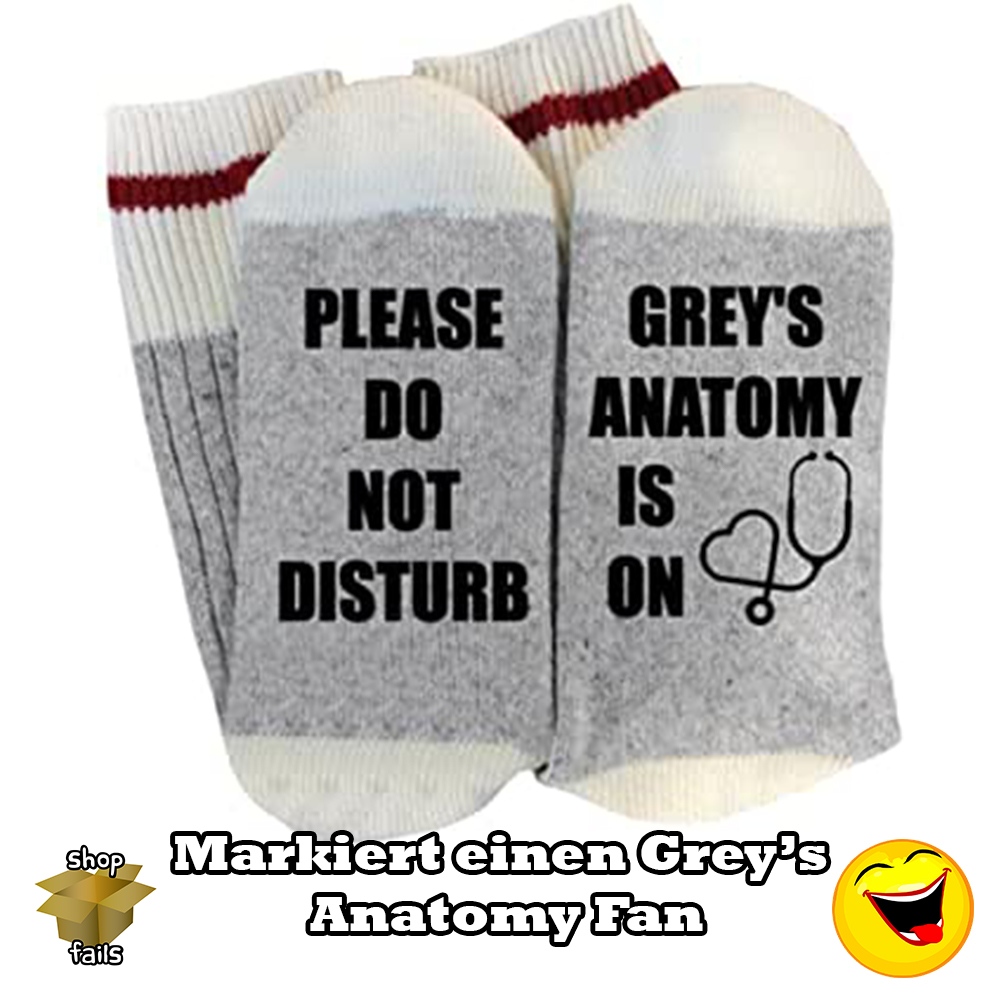 PLEASE
DO
NOT
DISTURB
GREY'S
ANATOMY
IS
ON
shop
fails
Markiert einen Grey's
Anatomy Fan